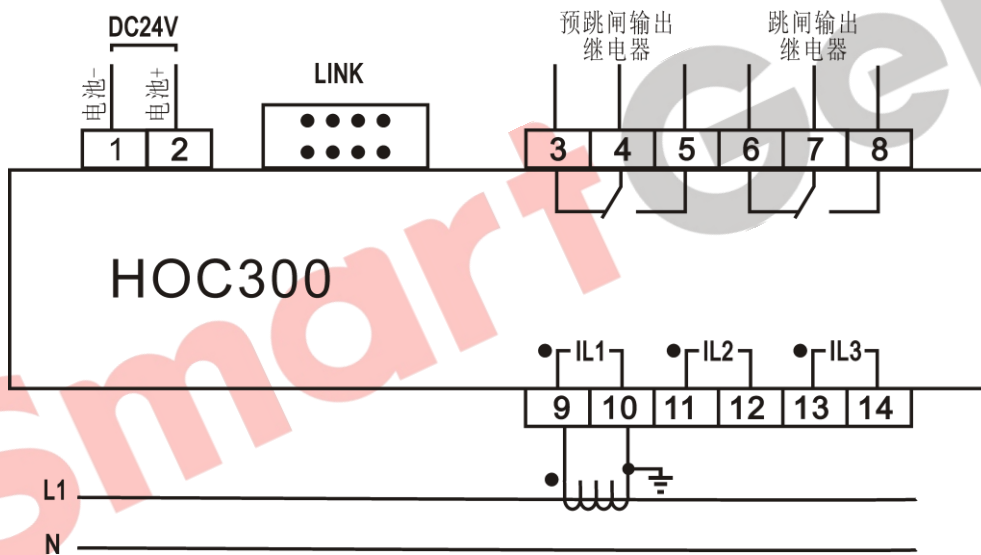 DC24V
电池-
电池+
LINK
预跳闸输出
继电器
跳闸输出
继电器
1 2
3 4 5 6 7 8
HOC300
IL1 IL2 IL3
9 10 11 12 13 14
L1
N
SmartGe